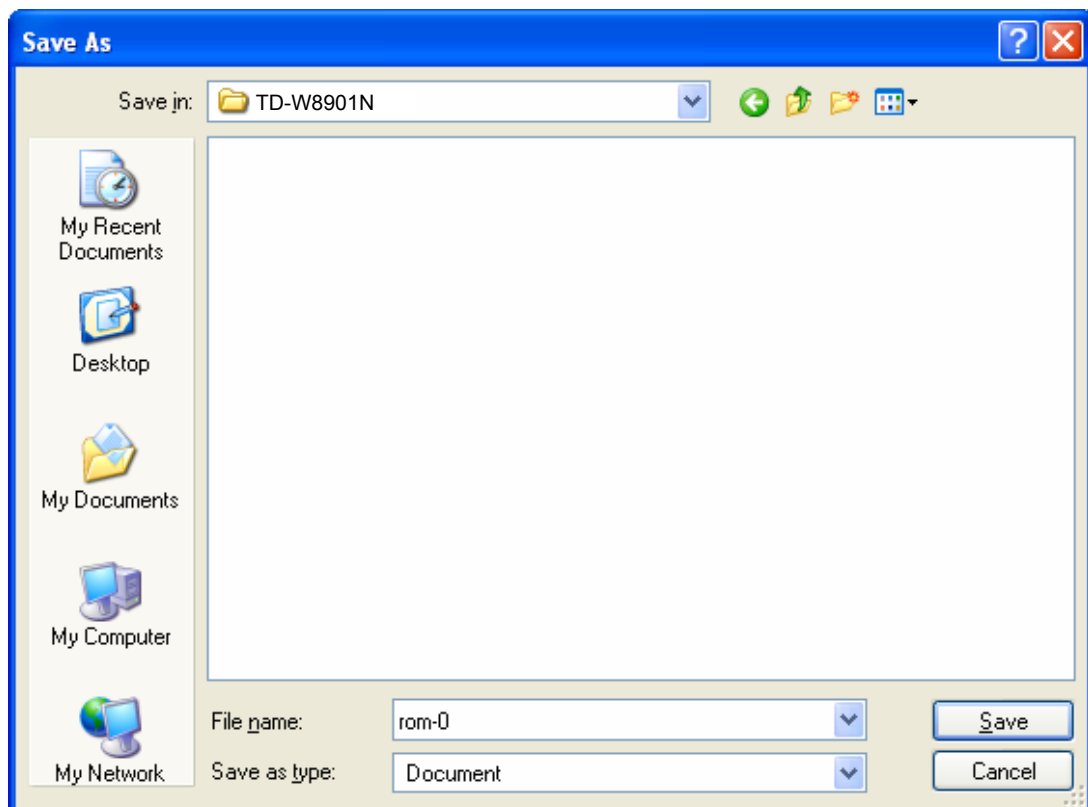 Save As
Save in:
TD-W8901N
My Recent
Documents
Desktop
My Documents
My Computer
My Network
File name:
rom-0
Save
Save as type:
Document
Cancel